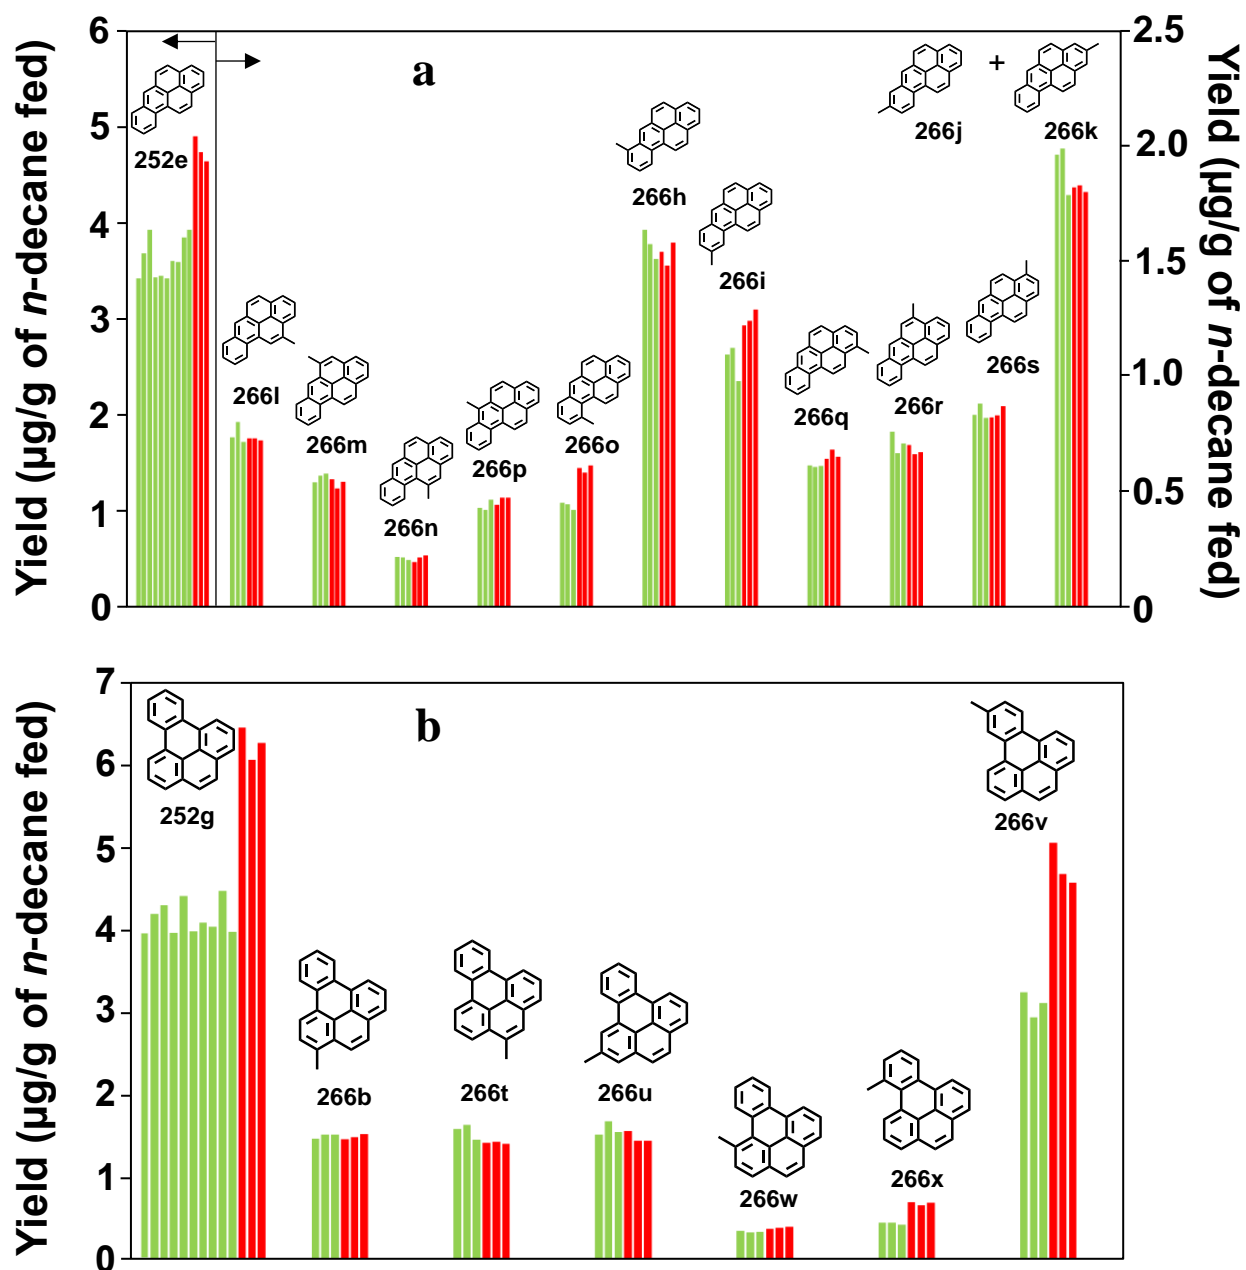 a
Yield (µg/g of n-decane fed)
6
5
4
3
2
1
0
252e
266l
266m
266n
266p
266o
266h
266i
266q
266r
266s
266j + 266k
2.5
2.0
1.5
1.0
0.5
0
Yield (µg/g of n-decane fed)
b
Yield (µg/g of n-decane fed)
7
6
5
4
3
2
1
0
252g
266b
266t
266u
266w
266x
266v